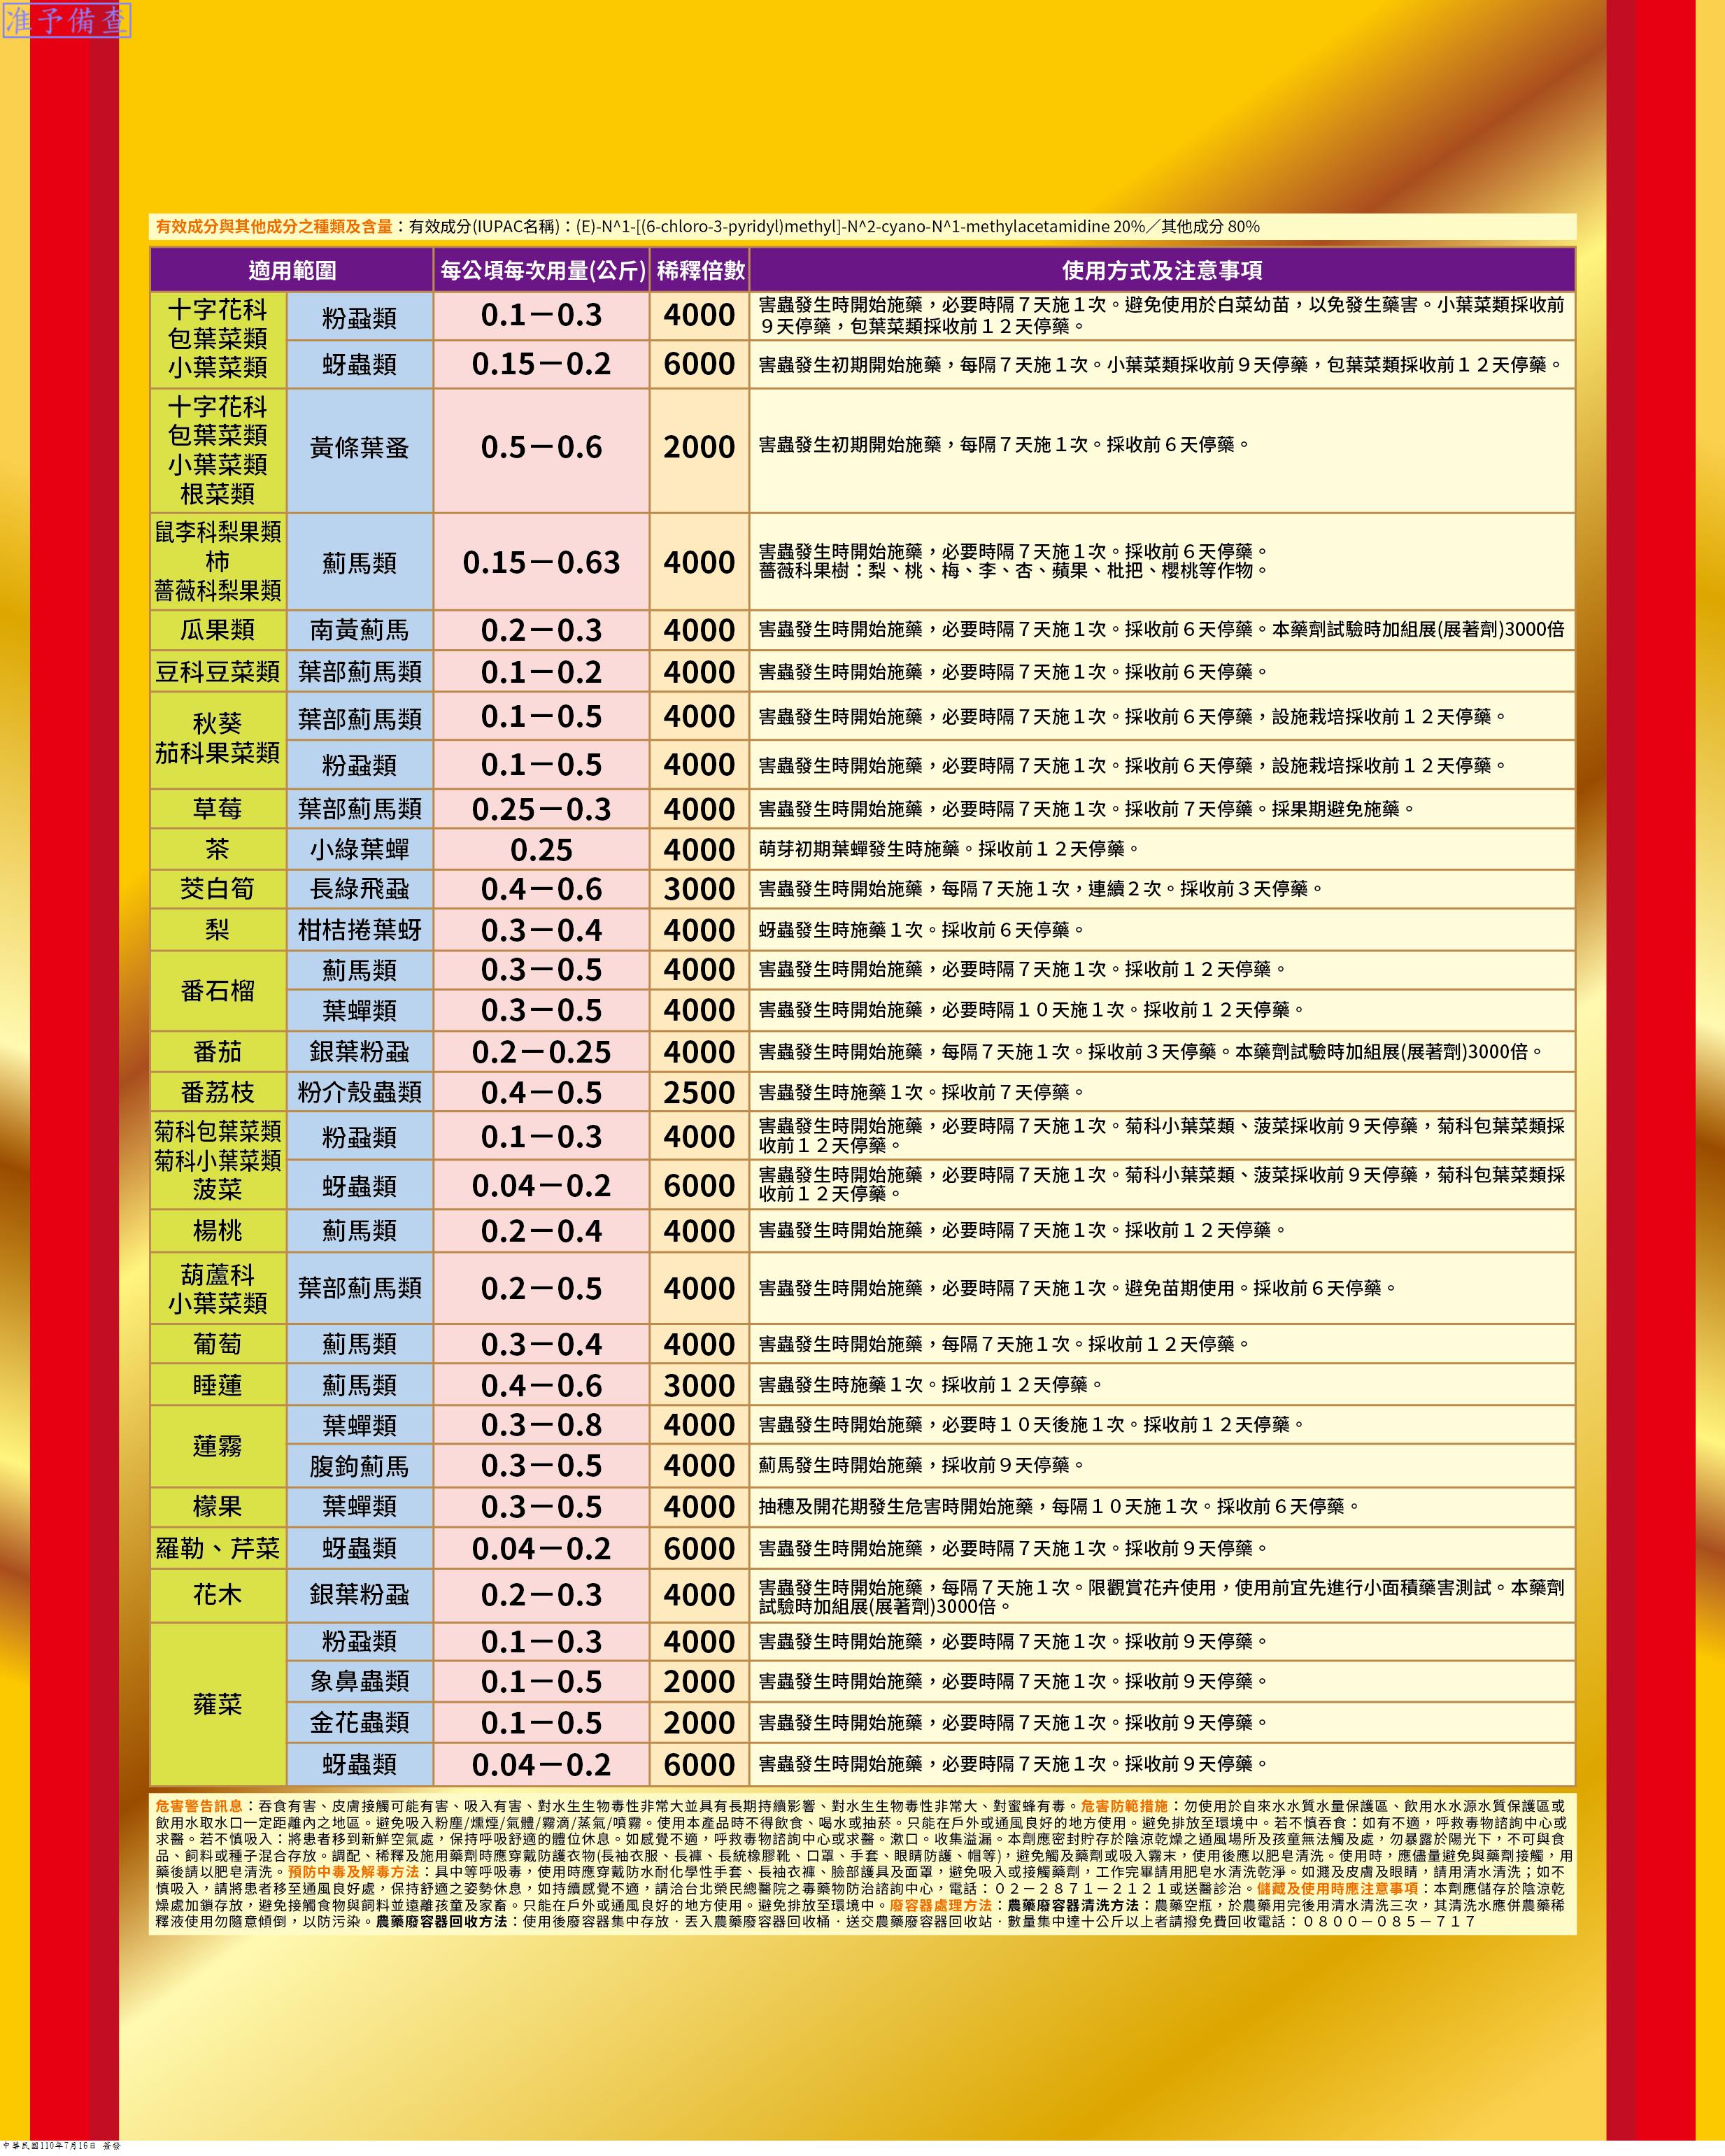 准予備查
有效成分與其他成分之種類及含量：有效成分(IUPAC名稱)：(E)-N^1-[(6-chloro-3-pyridyl)methyl]-N^2-cyano-N^1-methylacetamidine 20%／其他成分 80%
適用範圍 每公頃每次用量(公斤) 稀釋倍數 使用方式及注意事項
十字花科
包葉菜類
小葉菜類
粉蝨類 0.1－0.3 4000 害蟲發生時開始施藥，必要時隔７天施１次。避免使用於白菜幼苗，以免發生藥害。小葉菜類採收前
９天停藥，包葉菜類採收前１２天停藥。
蚜蟲類 0.15－0.2 6000 害蟲發生初期開始施藥，每隔７天施１次。小葉菜類採收前９天停藥，包葉菜類採收前１２天停藥。
十字花科
包葉菜類
小葉菜類
根菜類
黃條葉蚤 0.5－0.6 2000 害蟲發生初期開始施藥，每隔７天施１次。採收前６天停藥。
鼠李科梨果類
柿
薔薇科梨果類
薊馬類 0.15－0.63 4000 害蟲發生時開始施藥，必要時隔７天施１次。採收前６天停藥。
薔薇科果樹：梨、桃、梅、李、杏、蘋果、枇把、櫻桃等作物。
瓜果類 南黃薊馬 0.2－0.3 4000 害蟲發生時開始施藥，必要時隔７天施１次。採收前６天停藥。本藥劑試驗時加組展(展著劑)3000倍
豆科豆菜類 葉部薊馬類 0.1－0.2 4000 害蟲發生時開始施藥，必要時隔７天施１次。採收前６天停藥。
秋葵
茄科果菜類
葉部薊馬類 0.1－0.5 4000 害蟲發生時開始施藥，必要時隔７天施１次。採收前６天停藥，設施栽培採收前１２天停藥。
粉蝨類 0.1－0.5 4000 害蟲發生時開始施藥，必要時隔７天施１次。採收前６天停藥，設施栽培採收前１２天停藥。
草莓 葉部薊馬類 0.25－0.3 4000 害蟲發生時開始施藥，必要時隔７天施１次。採收前７天停藥。採果期避免施藥。
茶 小綠葉蟬 0.25 4000 萌芽初期葉蟬發生時施藥。採收前１２天停藥。
茭白筍 長綠飛蝨 0.4－0.6 3000 害蟲發生時開始施藥，每隔７天施１次，連續２次。採收前３天停藥。
梨 柑桔捲葉蚜 0.3－0.4 4000 蚜蟲發生時施藥１次。採收前６天停藥。
番石榴
薊馬類 0.3－0.5 4000 害蟲發生時開始施藥，必要時隔７天施１次。採收前１２天停藥。
葉蟬類 0.3－0.5 4000 害蟲發生時開始施藥，必要時隔１０天施１次。採收前１２天停藥。
番茄 銀葉粉蝨 0.2－0.25 4000 害蟲發生時開始施藥，每隔７天施１次。採收前３天停藥。本藥劑試驗時加組展(展著劑)3000倍。
番荔枝 粉介殼蟲類 0.4－0.5 2500 害蟲發生時施藥１次。採收前７天停藥。
菊科包葉菜類
菊科小葉菜類
菠菜
粉蝨類 0.1－0.3 4000 害蟲發生時開始施藥，必要時隔７天施１次。菊科小葉菜類、菠菜採收前９天停藥，菊科包葉菜類採
收前１２天停藥。
蚜蟲類 0.04－0.2 6000 害蟲發生時開始施藥，必要時隔７天施１次。菊科小葉菜類、菠菜採收前９天停藥，菊科包葉菜類採
收前１２天停藥。
楊桃 薊馬類 0.2－0.4 4000 害蟲發生時開始施藥，必要時隔７天施１次。採收前１２天停藥。
葫蘆科
小葉菜類
葉部薊馬類 0.2－0.5 4000 害蟲發生時開始施藥，必要時隔７天施１次。避免苗期使用。採收前６天停藥。
葡萄 薊馬類 0.3－0.4 4000 害蟲發生時開始施藥，每隔７天施１次。採收前１２天停藥。
睡蓮 薊馬類 0.4－0.6 3000 害蟲發生時施藥１次。採收前１２天停藥。
蓮霧
葉蟬類 0.3－0.8 4000 害蟲發生時開始施藥，必要時１０天後施１次。採收前１２天停藥。
腹鉤薊馬 0.3－0.5 4000 薊馬發生時開始施藥，採收前９天停藥。
檬果 葉蟬類 0.3－0.5 4000 抽穗及開花期發生危害時開始施藥，每隔１０天施１次。採收前６天停藥。
羅勒、芹菜 蚜蟲類 0.04－0.2 6000 害蟲發生時開始施藥，必要時隔７天施１次。採收前９天停藥。
花木 銀葉粉蝨 0.2－0.3 4000 害蟲發生時開始施藥，每隔７天施１次。限觀賞花卉使用，使用前宜先進行小面積藥害測試。本藥劑
試驗時加組展(展著劑)3000倍。
蕹菜
粉蝨類 0.1－0.3 4000 害蟲發生時開始施藥，必要時隔７天施１次。採收前９天停藥。
象鼻蟲類 0.1－0.5 2000 害蟲發生時開始施藥，必要時隔７天施１次。採收前９天停藥。
金花蟲類 0.1－0.5 2000 害蟲發生時開始施藥，必要時隔７天施１次。採收前９天停藥。
蚜蟲類 0.04－0.2 6000 害蟲發生時開始施藥，必要時隔７天施１次。採收前９天停藥。
危害警告訊息：吞食有害、皮膚接觸可能有害、吸入有害、對水生生物毒性非常大並具有長期持續影響、對水生生物毒性非常大、對蜜蜂有毒。危害防範措施：勿使用於自來水水質水量保護區、飲用水水源水質保護區或
飲用水取水口一定距離內之地區。避免吸入粉塵/燻煙/氣體/霧滴/蒸氣/噴霧。使用本產品時不得飲食、喝水或抽菸。只能在戶外或通風良好的地方使用。避免排放至環境中。若不慎吞食：如有不適，呼救毒物諮詢中心或
求醫。若不慎吸入：將患者移到新鮮空氣處，保持呼吸舒適的體位休息。如感覺不適，呼救毒物諮詢中心或求醫。漱口。收集溢漏。本劑應密封貯存於陰涼乾燥之通風場所及孩童無法觸及處，勿暴露於陽光下，不可與食
品、飼料或種子混合存放。調配、稀釋及施用藥劑時應穿戴防護衣物(長袖衣服、長褲、長統橡膠靴、口罩、手套、眼睛防護、帽等)，避免觸及藥劑或吸入霧末，使用後應以肥皂清洗。使用時，應儘量避免與藥劑接觸，用
藥後請以肥皂清洗。預防中毒及解毒方法：具中等呼吸毒，使用時應穿戴防水耐化學性手套、長袖衣褲、臉部護具及面罩，避免吸入或接觸藥劑，工作完畢請用肥皂水清洗乾淨。如濺及皮膚及眼睛，請用清水清洗；如不
慎吸入，請將患者移至通風良好處，保持舒適之姿勢休息，如持續感覺不適，請洽台北榮民總醫院之毒藥物防治諮詢中心，電話：０２－２８７１－２１２１或送醫診治。儲藏及使用時應注意事項：本劑應儲存於陰涼乾
燥處加鎖存放，避免接觸食物與飼料並遠離孩童及家畜。只能在戶外或通風良好的地方使用。避免排放至環境中。廢容器處理方法：農藥廢容器清洗方法：農藥空瓶，於農藥用完後用清水清洗三次，其清洗水應併農藥稀
釋液使用勿隨意傾倒，以防污染。農藥廢容器回收方法：使用後廢容器集中存放．丟入農藥廢容器回收桶．送交農藥廢容器回收站．數量集中達十公斤以上者請撥免費回收電話：０８００－０８５－７１７
中華民國110年7月16日 簽發